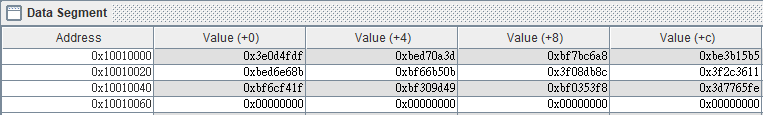 Data Segment
Address Value (+0) Value (+4) Value (+8) Value (+c)
0x10010000 0x3e0d4fdf 0xbed70a3d 0xbf7bc6a8 0xbe3b15b5
0x10010020 0xbed6e68b 0xbf66b50b 0x3f08db8c 0x3f2c3611
0x10010040 0xbf6cf41f 0xbf309d49 0xbf0353f8 0x3d7765fe
0x10010060 0x00000000 0x00000000 0x00000000 0x00000000